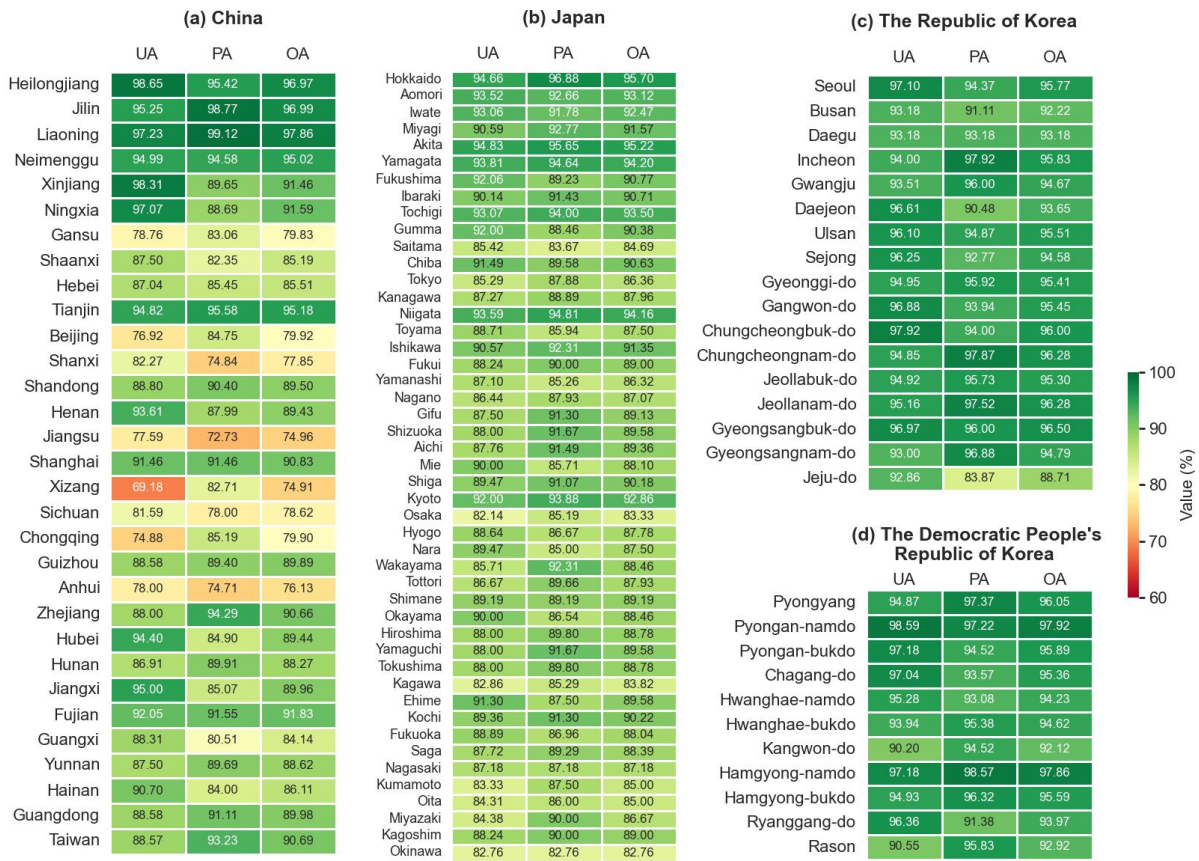 (a) China
UA PA OA
Heilongjiang 98.65 95.42 96.97
Jilin 95.25 98.77 96.99
Liaoning 97.23 99.12 97.86
Neimenggu 94.99 94.58 95.02
Xinjiang 98.31 89.65 91.46
Ningxia 97.07 88.69 91.59
Gansu 78.76 83.06 79.83
Shaanxi 87.50 82.35 85.19
Hebei 87.04 85.45 85.51
Tianjin 94.82 95.58 95.18
Beijing 76.92 84.75 79.92
Shanxi 82.27 74.84 77.85
Shandong 88.80 90.40 89.50
Henan 93.61 87.99 89.43
Jiangsu 77.59 72.73 74.96
Shanghai 91.46 91.46 90.83
Xizang 69.18 82.71 74.91
Sichuan 81.59 78.00 78.62
Chongqing 74.88 85.19 79.90
Guizhou 88.58 89.40 89.89
Anhui 78.00 74.71 76.13
Zhejiang 88.00 94.29 90.66
Hubei 94.40 84.90 89.44
Hunan 86.91 89.91 88.27
Jiangxi 95.00 85.07 89.96
Fujian 92.05 91.55 91.83
Guangxi 88.31 80.51 84.14
Yunnan 87.50 89.69 88.62
Hainan 90.70 84.00 86.11
Guangdong 88.58 91.11 89.98
Taiwan 88.57 93.23 90.69
(b) Japan
UA PA OA
Hokkaido 94.66 96.88 95.70
Aomori 93.52 92.66 93.12
Iwate 93.06 91.78 92.47
Miyagi 90.59 92.77 91.57
Akita 94.83 95.65 95.22
Yamagata 93.81 94.64 94.20
Fukushima 92.06 89.23 90.77
Ibaraki 90.14 91.43 90.71
Tochigi 93.07 94.00 93.50
Gumma 92.00 88.46 90.38
Saitama 85.42 83.67 84.69
Chiba 91.49 89.58 90.63
Tokyo 85.29 87.88 86.36
Kanagawa 87.27 88.89 87.96
Niigata 93.59 94.81 94.16
Toyama 88.71 85.94 87.50
Ishikawa 90.57 92.31 91.35
Fukui 88.24 90.00 89.00
Yamanashi 87.10 85.26 86.32
Nagano 86.44 87.93 87.07
Gifu 87.50 91.30 89.13
Shizuoka 88.00 91.67 89.58
Aichi 87.76 91.49 89.36
Mie 90.00 85.71 88.10
Shiga 89.47 91.07 90.18
Kyoto 92.00 93.88 92.86
Osaka 82.14 85.19 83.33
Hyogo 88.64 86.67 87.78
Nara 89.47 85.00 87.50
Wakayama 85.71 92.31 88.46
Tottori 86.67 89.66 87.93
Shimane 89.19 89.19 89.19
Okayama 90.00 86.54 88.46
Hiroshima 88.00 89.80 88.78
Yamaguchi 88.00 91.67 89.58
Tokushima 88.00 89.80 88.78
Kagawa 82.86 85.29 83.82
Ehime 91.30 87.50 89.58
Kochi 89.36 91.30 90.22
Fukuoka 88.89 86.96 88.04
Saga 87.72 89.29 88.39
Nagasaki 87.18 87.18 87.18
Kumamoto 83.33 87.50 85.00
Oita 84.31 86.00 85.00
Miyazaki 84.38 90.00 86.67
Kagoshim 88.24 90.00 89.00
Okinawa 82.76 82.76 82.76
(c) The Republic of Korea
UA PA OA
Seoul 97.10 94.37 95.77
Busan 93.18 91.11 92.22
Daegu 93.18 93.18 93.18
Incheon 94.00 97.92 95.83
Gwangju 93.51 96.00 94.67
Daejeon 96.61 90.48 93.65
Ulsan 96.10 94.87 95.51
Sejong 96.25 92.77 94.58
Gyeonggi-do 94.95 95.92 95.41
Gangwon-do 96.88 93.94 95.45
Chungcheongbuk-do 97.92 94.00 96.00
Chungcheongnam-do 94.85 97.87 96.28
Jeollabuk-do 94.92 95.73 95.30
Jeollanam-do 95.16 97.52 96.28
Gyeongsangbuk-do 96.97 96.00 96.50
Gyeongsangnam-do 93.00 96.88 94.79
Jeju-do 92.86 83.87 88.71
(d) The Democratic People's
Republic of Korea
UA PA OA
Pyongyang 94.87 97.37 96.05
Pyongan-namdo 98.59 97.22 97.92
Pyongan-bukdo 97.18 94.52 95.89
Chagang-do 97.04 93.57 95.36
Hwanghae-namdo 95.28 93.08 94.23
Hwanghae-bukdo 93.94 95.38 94.62
Kangwon-do 90.20 94.52 92.12
Hamgyong-namdo 97.18 98.57 97.86
Hamgyong-bukdo 94.93 96.32 95.59
Ryanggang-do 96.36 91.38 93.97
Rason 90.55 95.83 92.92
100
90
80
70
60
Value (%)